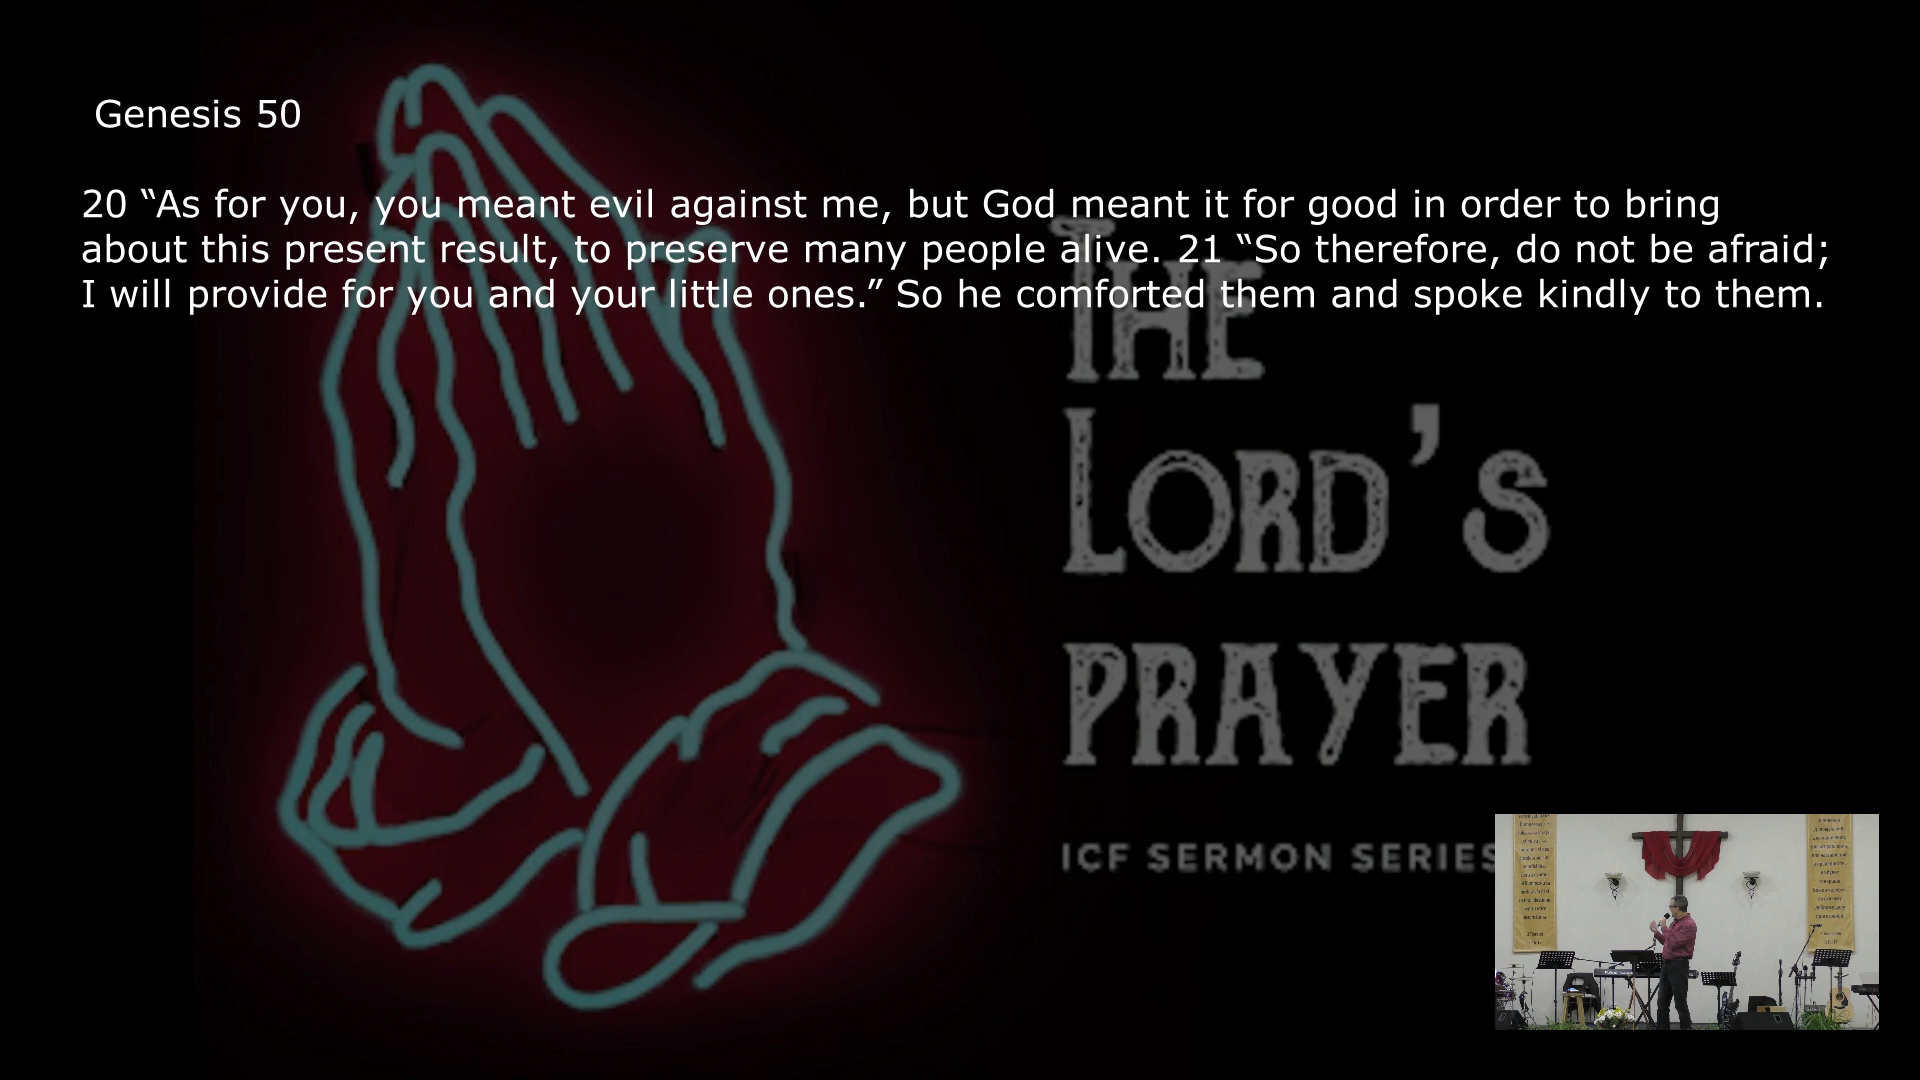 Genesis 50
20 “As for you, you meant evil against me, but God meant it for good in order to bring
about this present result, to preserve many people alive. 21 “So therefore, do not be afraid;
I will provide for you and your little ones.” So he comforted them and spoke kindly to them.
THE
LORD’S
PRAYER
ICF SERMON SERIES